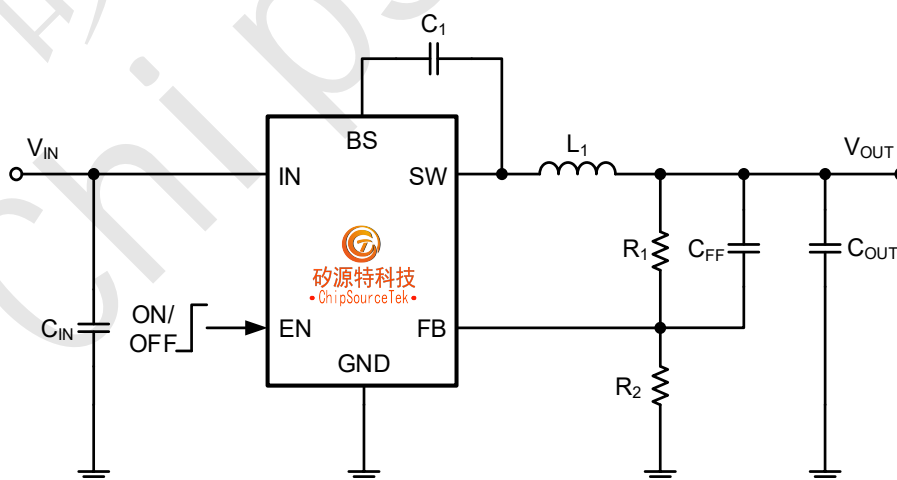 C1
BS
VIN
IN
SW
L1
VOUT
矽源特科技
•ChipSourceTek•
R1
CFF
COUT
CIN
ON/
OFF
EN
FB
GND
R2
Chips